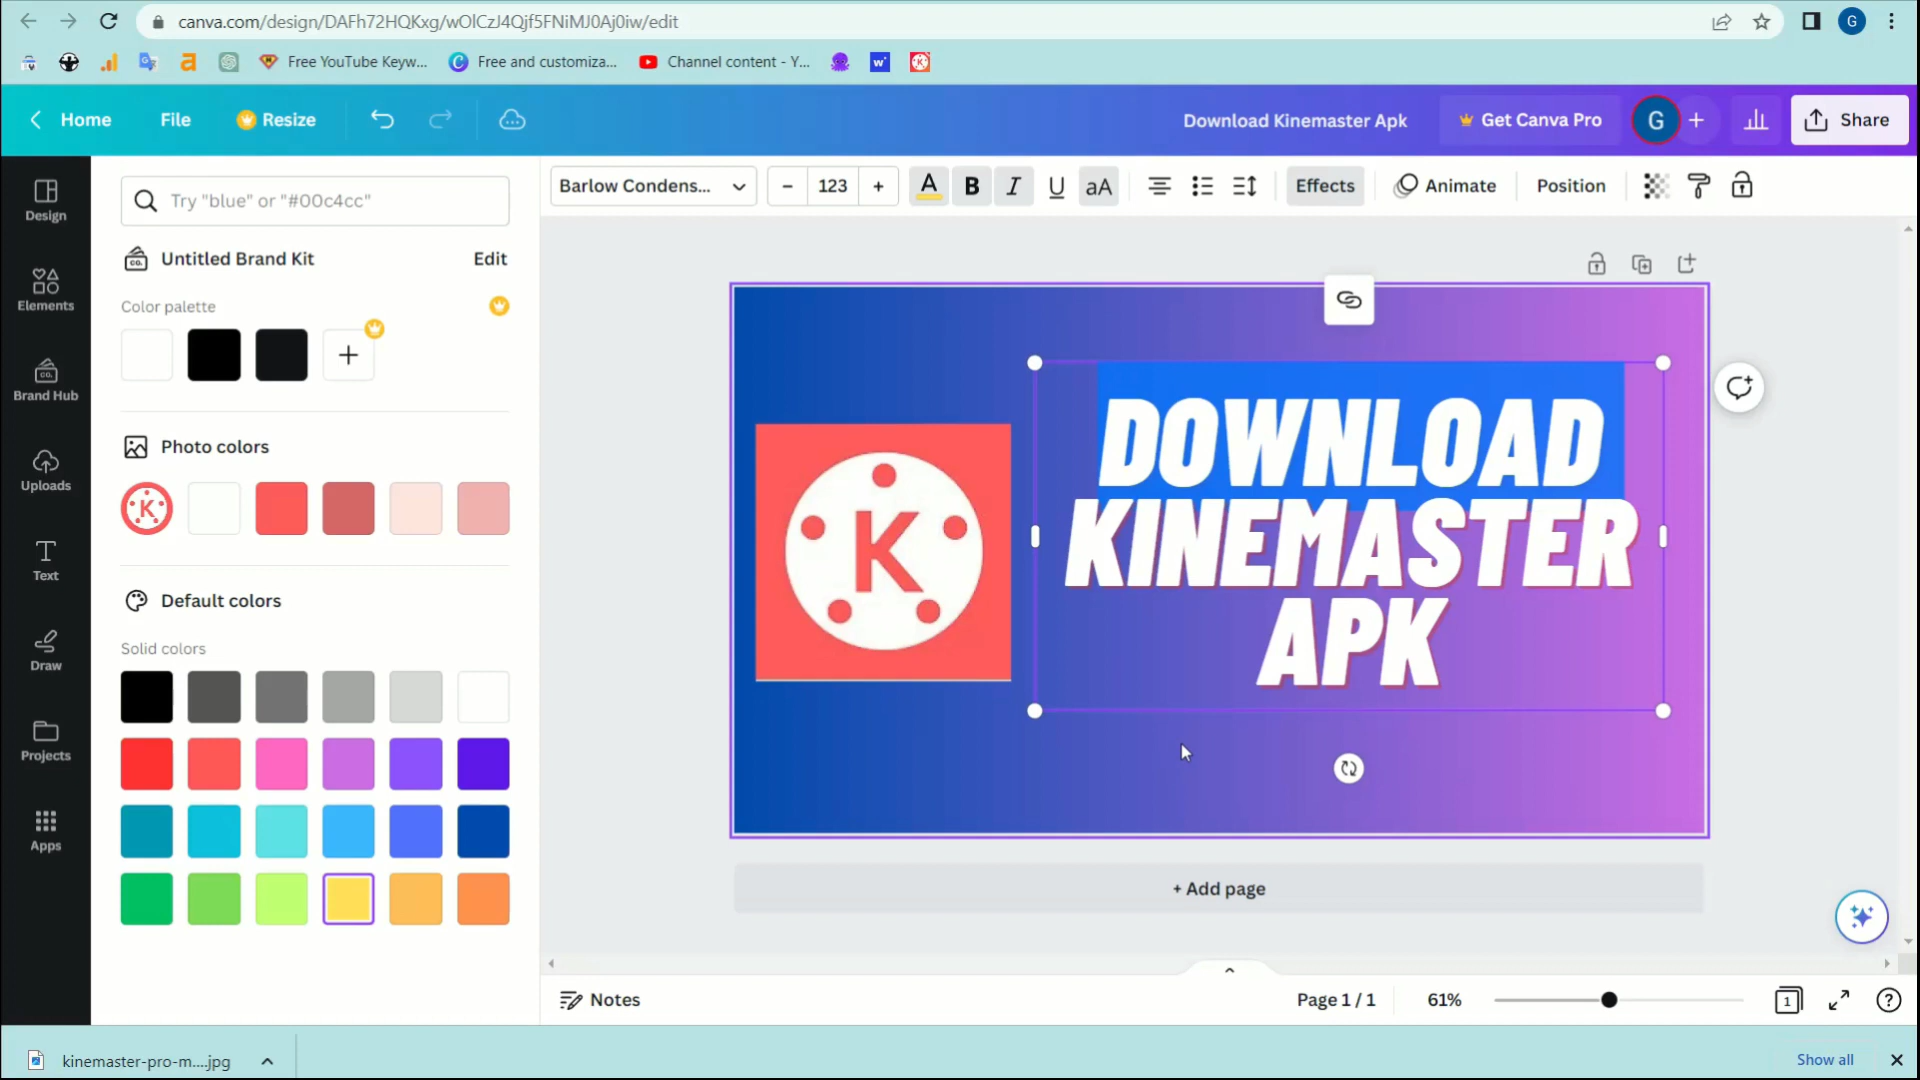 canva.com/design/DAFh72HQKxg/wOlCzJ4Qjf5FNiMJ0Aj0iw/edit
G
Free YouTube Keyw...
Free and customiza...
Channel content - Y...
Home
File
Resize
Download Kinemaster Apk
Get Canva Pro
G
+
Share
Try "blue" or "#00c4cc"
Barlow Condens...
- 123 +
A B I U aA
Effects
Animate
Position
Design
Elements
Brand Hub
Uploads
Text
Draw
Projects
Apps
Untitled Brand Kit
Edit
Color palette
Photo colors
K
Default colors
Solid colors
K
DOWNLOAD
KINEMASTER
APK
+ Add page
Notes
Page 1 / 1
61%
1
?
kinemaster-pro-m....jpg
Show all